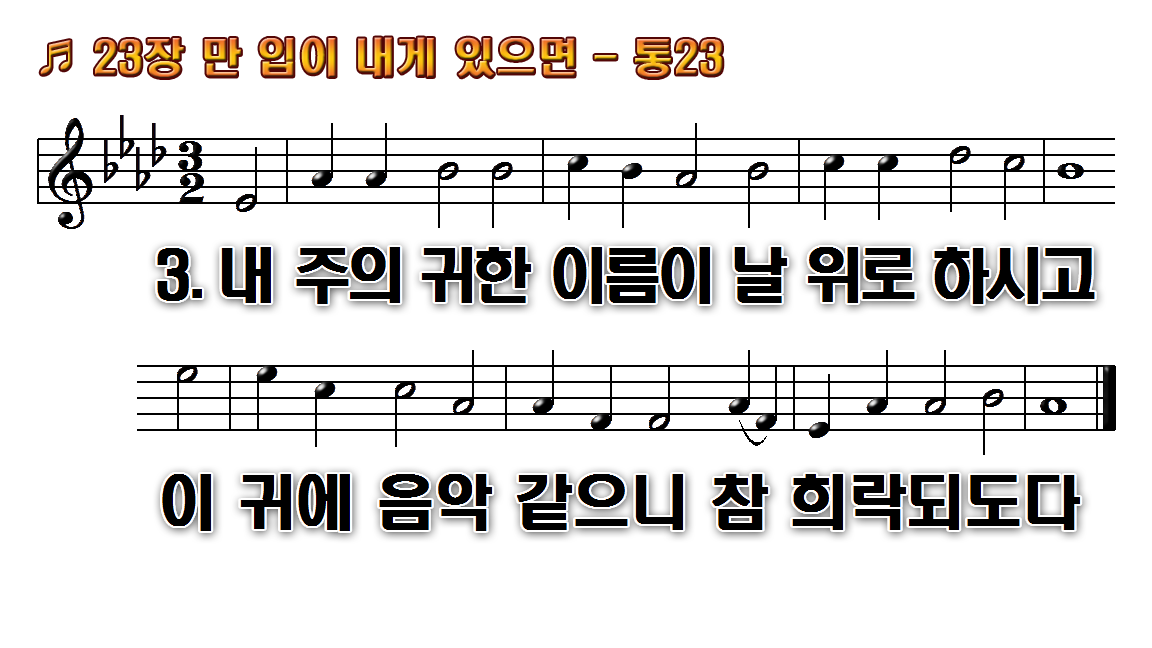 ♬ 23장 만 입이 내게 있으면 - 통23
3
2
3. 내 주의 귀한 이름이 날 위로 하시고
이 귀에 음악 같으니 참 희락되도다